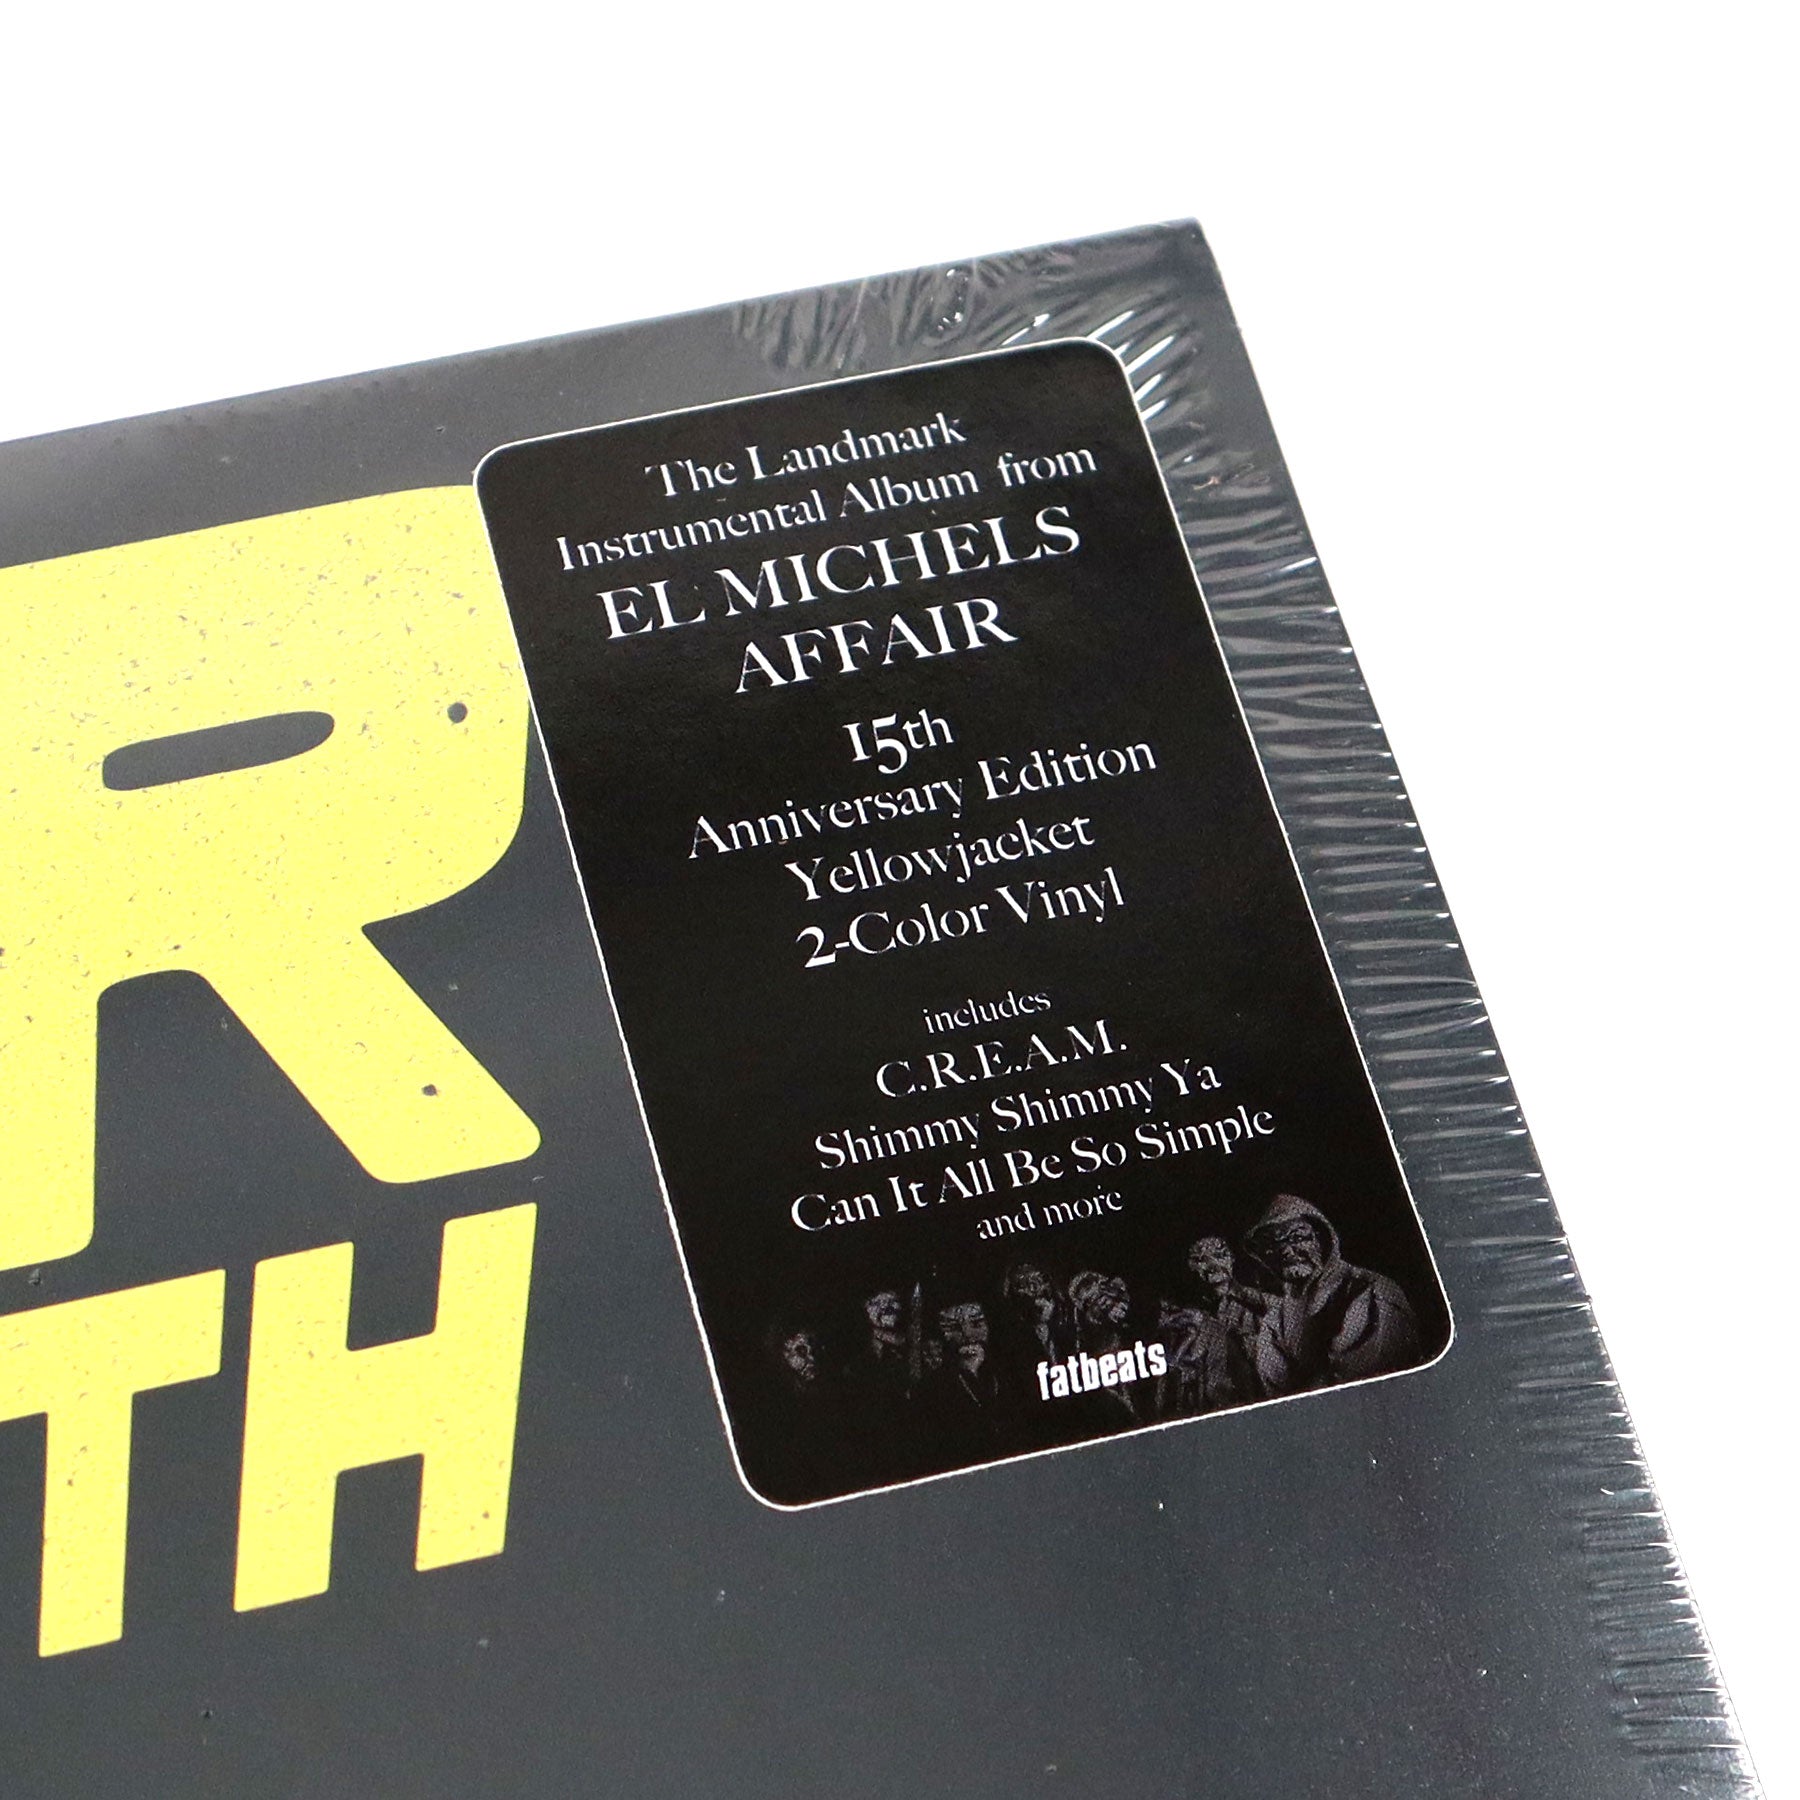 R
TH
The Landmark
Instrumental Album from
EL MICHELS
AFFAIR
15th
Anniversary Edition
Yellowjacket
2-Color Vinyl
includes
C.R.E.A.M.
Shimmy Shimmy Ya
Can It All Be So Simple
and more
fatbeats